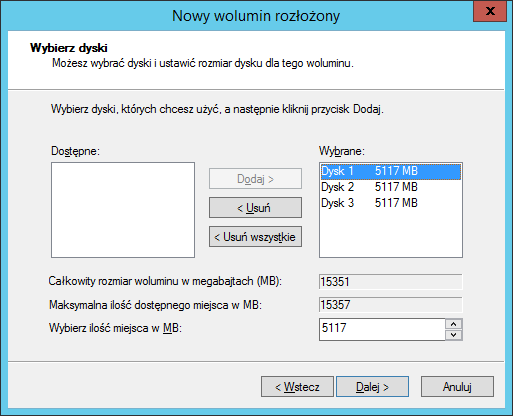 Nowy wolumin rozłożony
x
Wybierz dyski
Możesz wybrać dyski i ustawić rozmiar dysku dla tego woluminu.
Wybierz dyski, których chcesz użyć, a następnie kliknij przycisk Dodaj.
Dostępne: Wybrane:
Dodaj > Dysk 1 5117 MB
Dysk 2 5117 MB
< Usuń Dysk 3 5117 MB
< Usuń wszystkie
Całkowity rozmiar woluminu w megabajtach (MB): 15351
Maksymalna ilość dostępnego miejsca w MB: 15357
Wybierz ilość miejsca w MB: 5117
< Wstecz Dalej > Anuluj